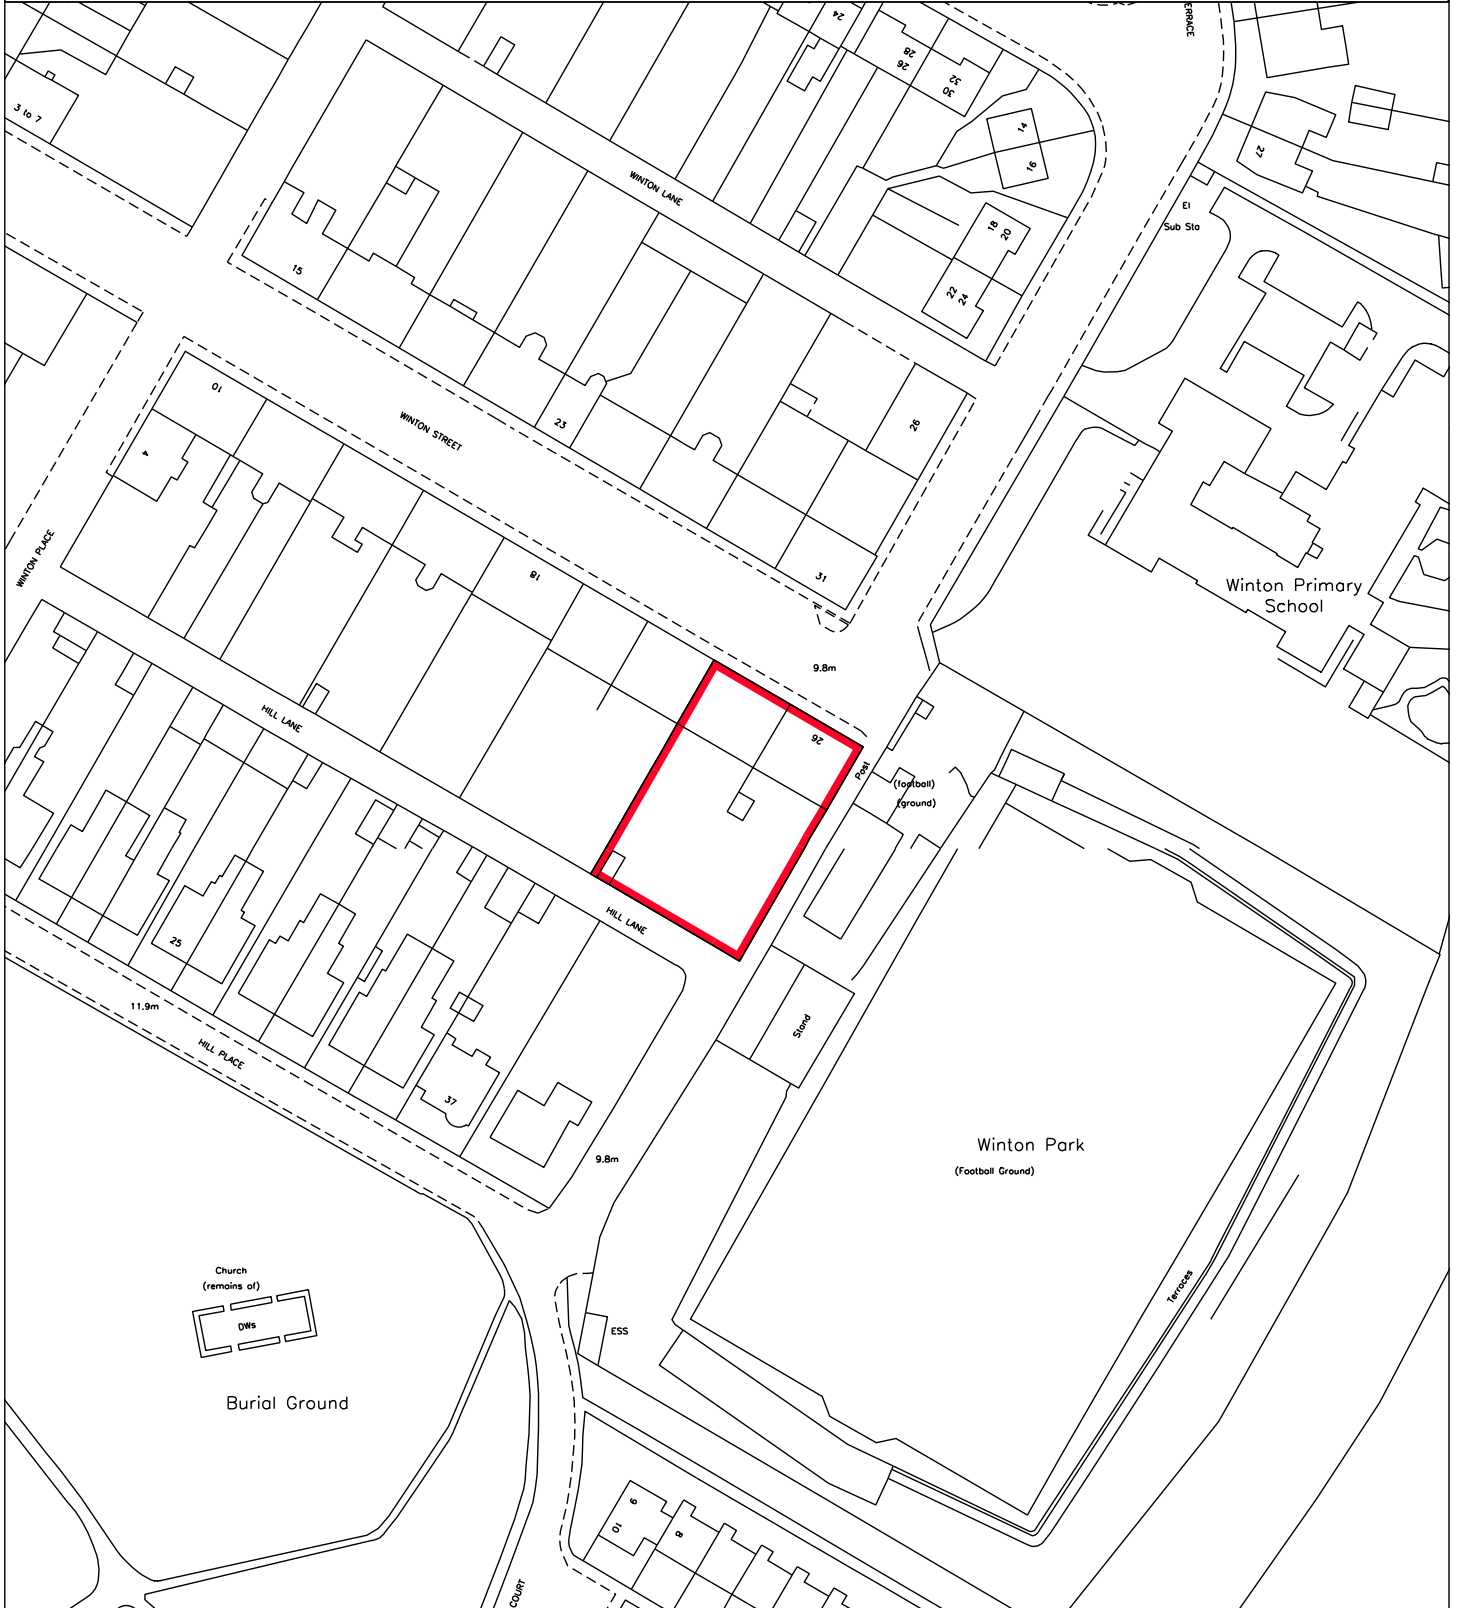 ERRACE
24
28
26
32
30
14
16
27
3 to 7
WINTON LANE
El
Sub Sta
18
20
22
24
15
10
WINTON STREET
23
26
4
WINTON PLACE
18
31
Winton Primary
School
9.8m
26
Post
(football)
(ground)
HILL LANE
HILL LANE
25
Stand
11.9m
HILL PLACE
37
Winton Park
(Football Ground)
9.8m
Church
(remains of)
DWs
Terraces
ESS
Burial Ground
9
10
8
COURT